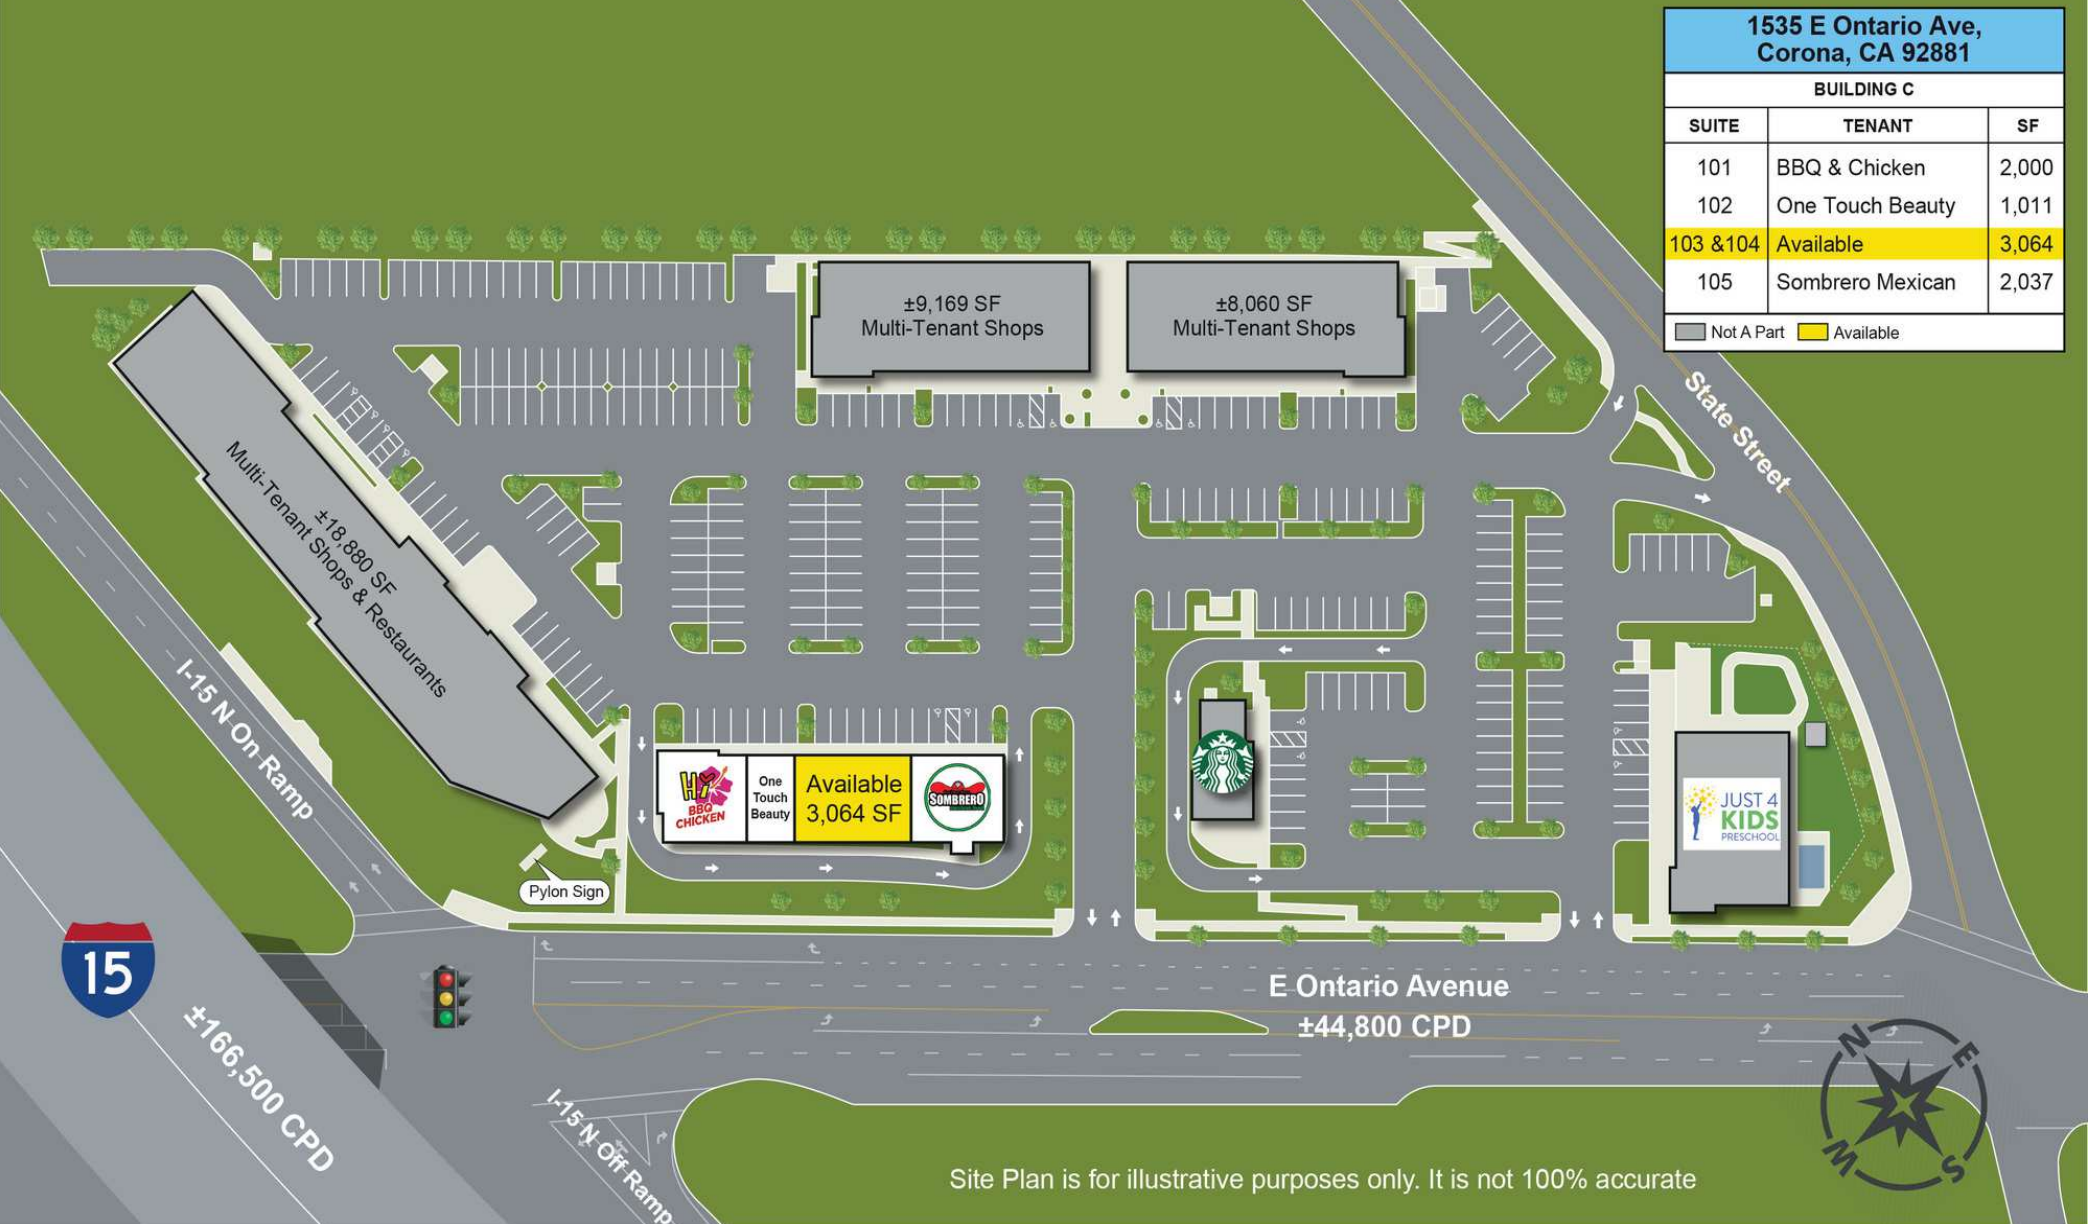 1535 E Ontario Ave,
Corona, CA 92881
BUILDING C
SUITE TENANT SF
101 BBQ & Chicken 2,000
102 One Touch Beauty 1,011
103 &104 Available 3,064
105 Sombrero Mexican 2,037
Not A Part Available
±9,169 SF
Multi-Tenant Shops
±8,060 SF
Multi-Tenant Shops
State Street
±18,880 SF
Multi-Tenant Shops & Restaurants
I-15 N On Ramp
HI
BBQ
CHICKEN
One
Touch
Beauty
Available
3,064 SF
SOMBRERO
JUST 4
KIDS
PRESCHOOL
Pylon Sign
15
±166,500 CPD
E Ontario Avenue
±44,800 CPD
I-15 N Off Ramp
N
E
W
S
Site Plan is for illustrative purposes only. It is not 100% accurate